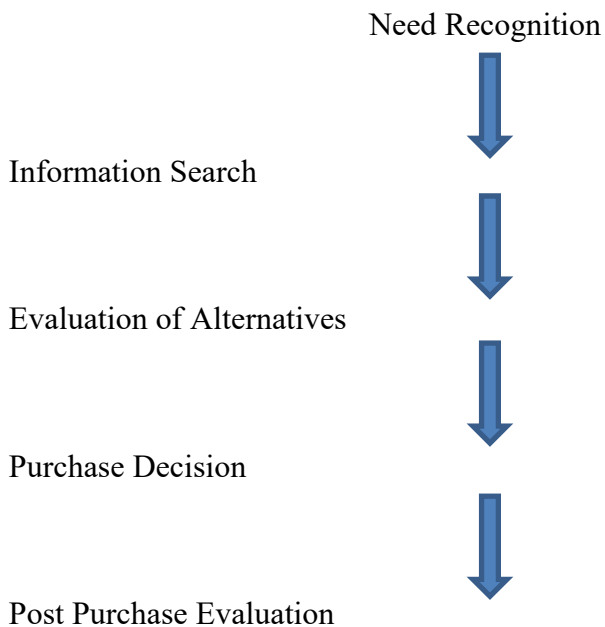 Need Recognition
Information Search
Evaluation of Alternatives
Purchase Decision
Post Purchase Evaluation